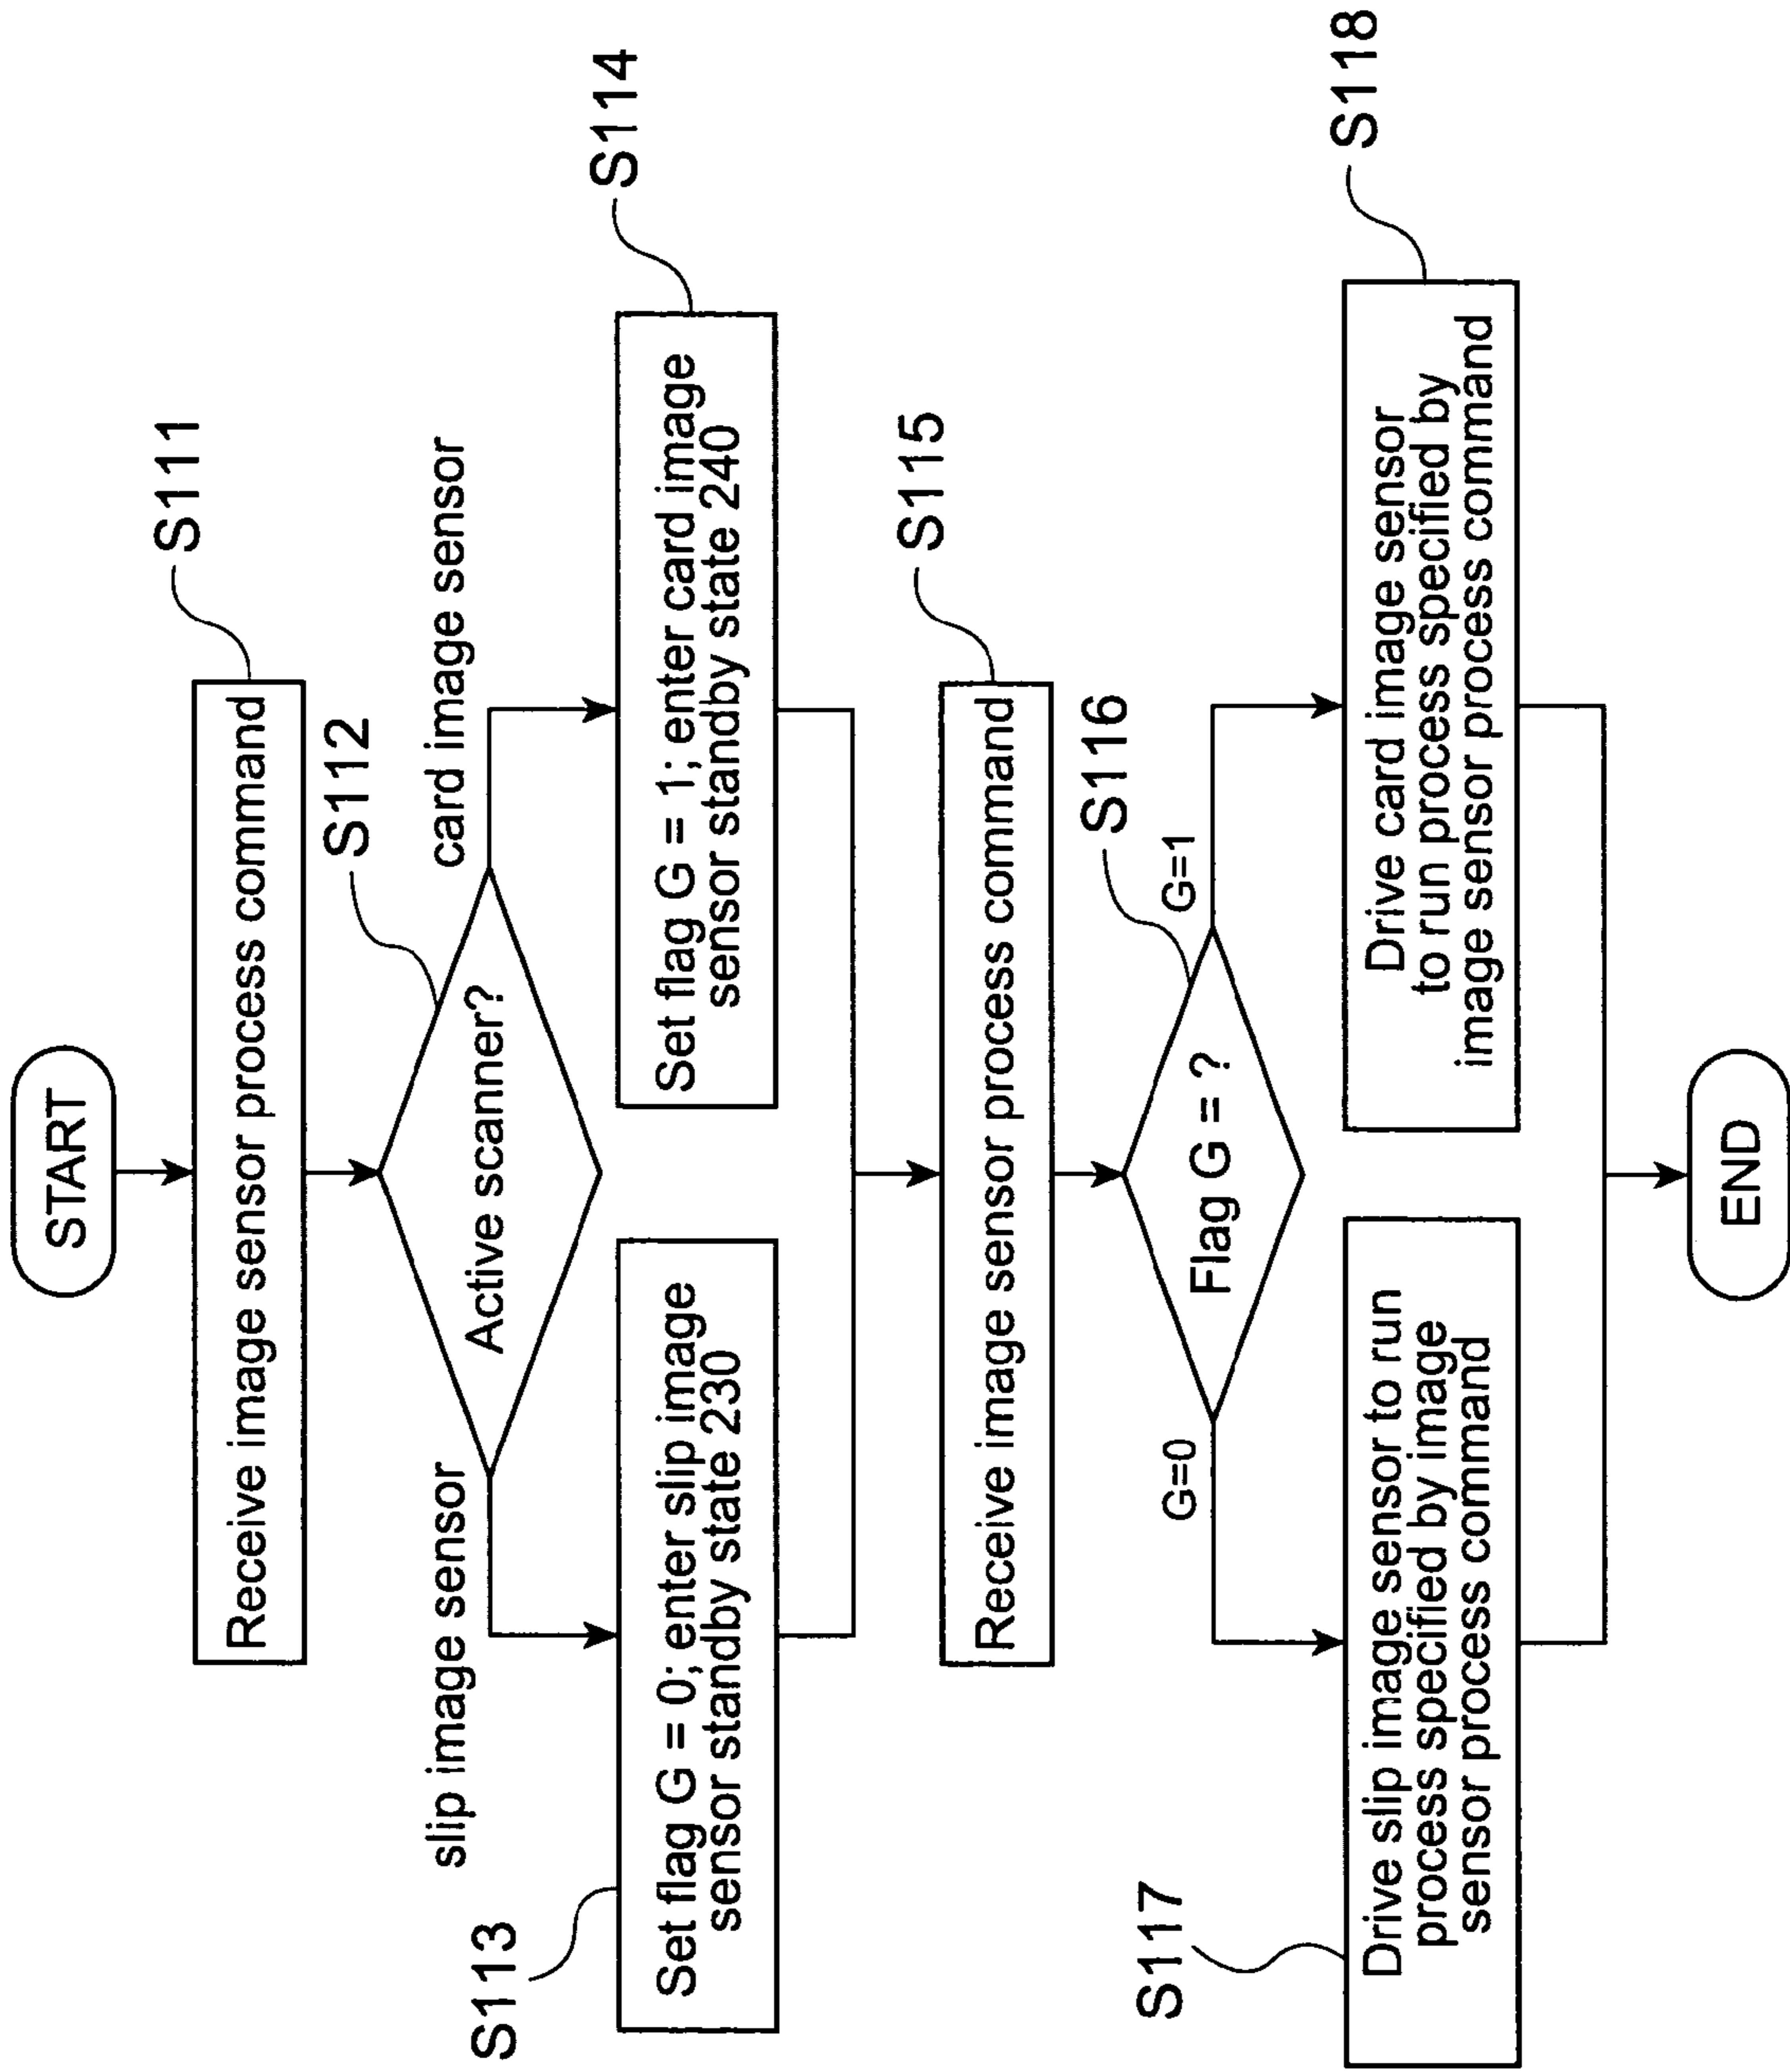 START
S111
Receive image sensor process command
S112
Active scanner?
slip image sensor
card image sensor
S113
Set flag G = 0; enter slip image
sensor standby state 230
S114
Set flag G = 1; enter card image
sensor standby state 240
S115
Receive image sensor process command
S116
Flag G = ?
G=0
G=1
S117
Drive slip image sensor to run
process specified by image
sensor process command
S118
Drive card image sensor
to run process specified by
image sensor process command
END